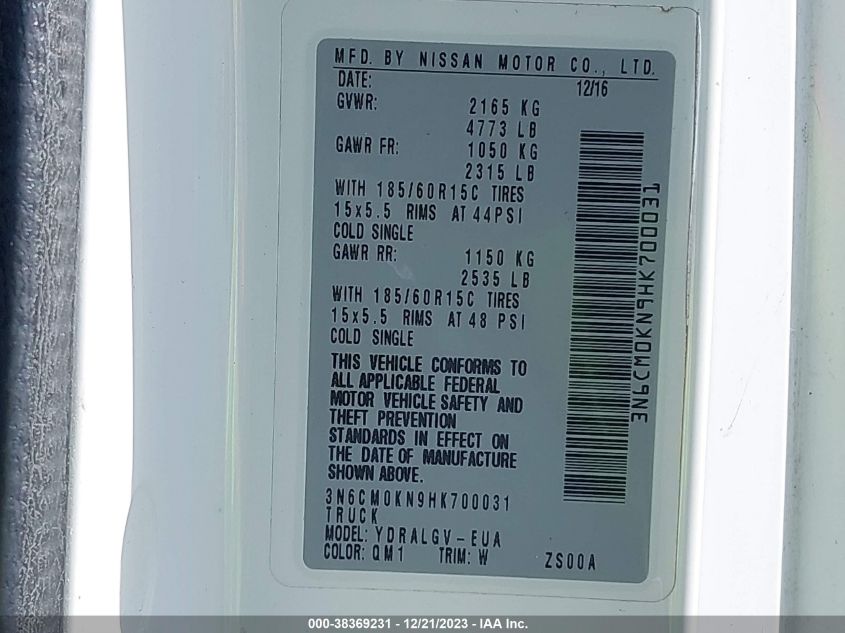 MFD. BY NISSAN MOTOR CO., LTD.
DATE: 12/16
GVWR: 2165 KG
4773 LB
GAWR FR: 1050 KG
2315 LB
WITH 185/60R15C TIRES
15x5.5 RIMS AT 44PSI
COLD SINGLE
GAWR RR: 1150 KG
2535 LB
WITH 185/60R15C TIRES
15x5.5 RIMS AT 48 PSI
COLD SINGLE
THIS VEHICLE CONFORMS TO
ALL APPLICABLE FEDERAL
MOTOR VEHICLE SAFETY AND
THEFT PREVENTION
STANDARDS IN EFFECT ON
THE DATE OF MANUFACTURE
SHOWN ABOVE.
3N6CM0KN9HK700031
TRUCK
MODEL: YDRALGV-EUA
COLOR: QM1 TRIM: W ZS00A
3N6CM0KN9HK700031
000-38369231 - 12/21/2023 - IAA Inc.